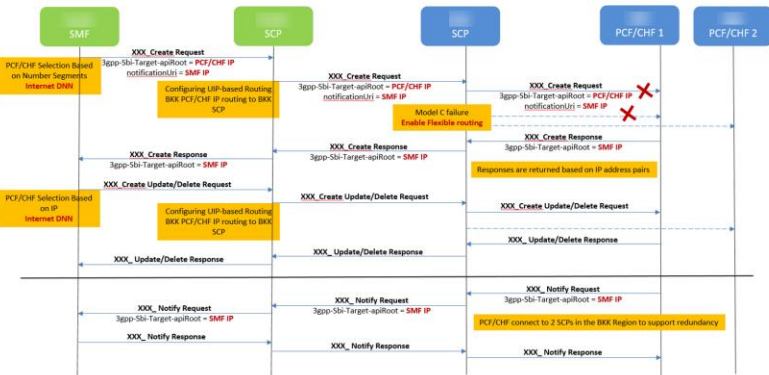 SMF
SCP
SCP
PCF/CHF 1
PCF/CHF 2
XXX_Create Request
3gpp-Sbi-Target-apiRoot = PCF/CHF IP
notificationUri = SMF IP
PCF/CHF Selection Based
on Number Segments
Internet DNN
Configuring UIP-based Routing
BKK PCF/CHF IP routing to BKK
SCP
XXX_Create Request
3gpp-Sbi-Target-apiRoot = PCF/CHF IP
notificationUri = SMF IP
XXX_Create Request
3gpp-Sbi-Target-apiRoot = PCF/CHF IP
notificationUri = SMF IP
Model C failure
Enable Flexible routing
XXX_Create Response
3gpp-Sbi-Target-apiRoot = SMF IP
XXX_Create Response
3gpp-Sbi-Target-apiRoot = SMF IP
XXX_Create Response
3gpp-Sbi-Target-apiRoot = SMF IP
Responses are returned based on IP address pairs
XXX_Create Update/Delete Request
PCF/CHF Selection Based
on IP
Internet DNN
Configuring UIP-based Routing
BKK PCF/CHF IP routing to BKK
SCP
XXX_Create Update/Delete Request
XXX_Create Update/Delete Request
XXX_ Update/Delete Response
XXX_ Update/Delete Response
XXX_ Update/Delete Response
XXX_ Notify Request
3gpp-Sbi-Target-apiRoot = SMF IP
XXX_ Notify Request
3gpp-Sbi-Target-apiRoot = SMF IP
XXX_ Notify Request
3gpp-Sbi-Target-apiRoot = SMF IP
PCF/CHF connect to 2 SCPs in the BKK Region to support redundancy
XXX_ Notify Response
XXX_ Notify Response
XXX_ Notify Response